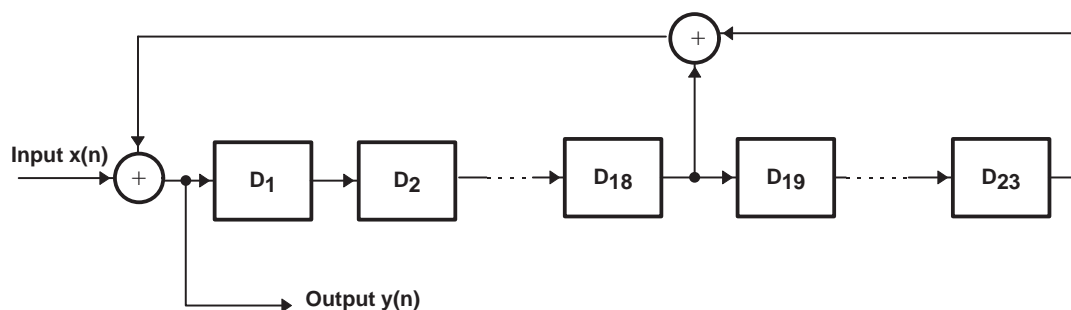 +
Input x(n)
+
D1
D2
D18
D19
D23
Output y(n)